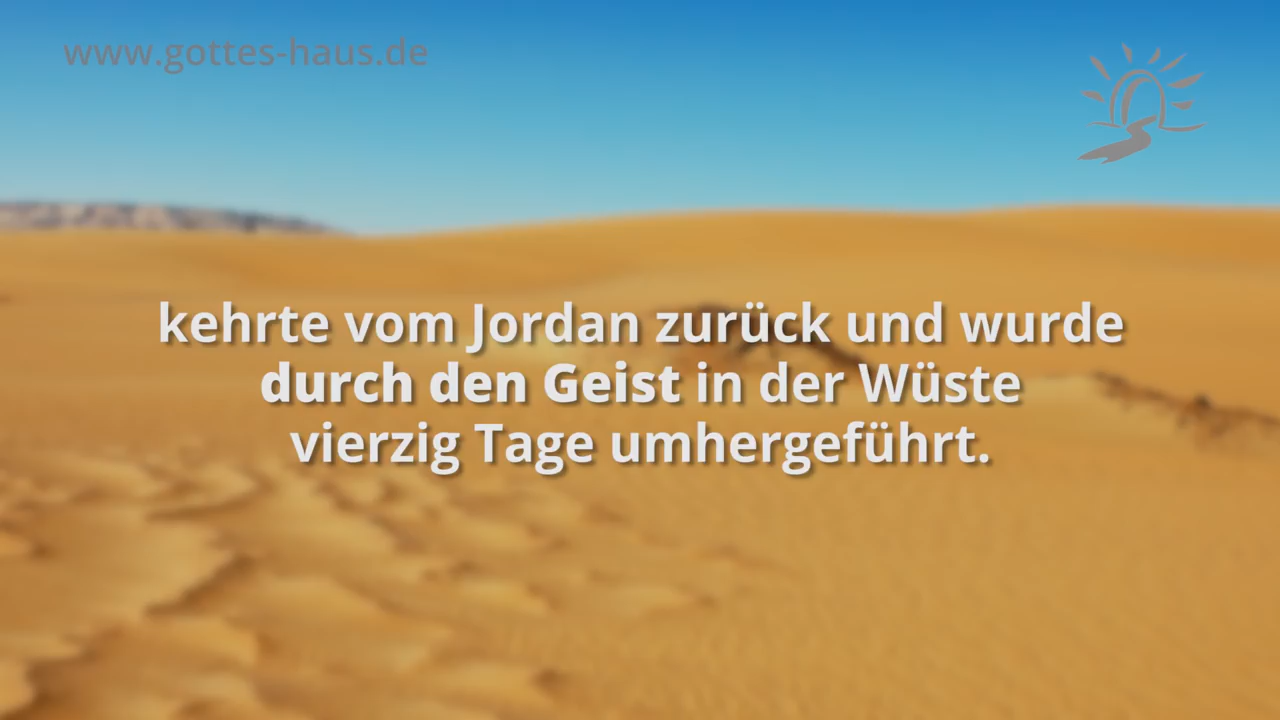 www.gottes-haus.de
kehrte vom Jordan zurück und wurde
durch den Geist in der Wüste
vierzig Tage umhergeführt.